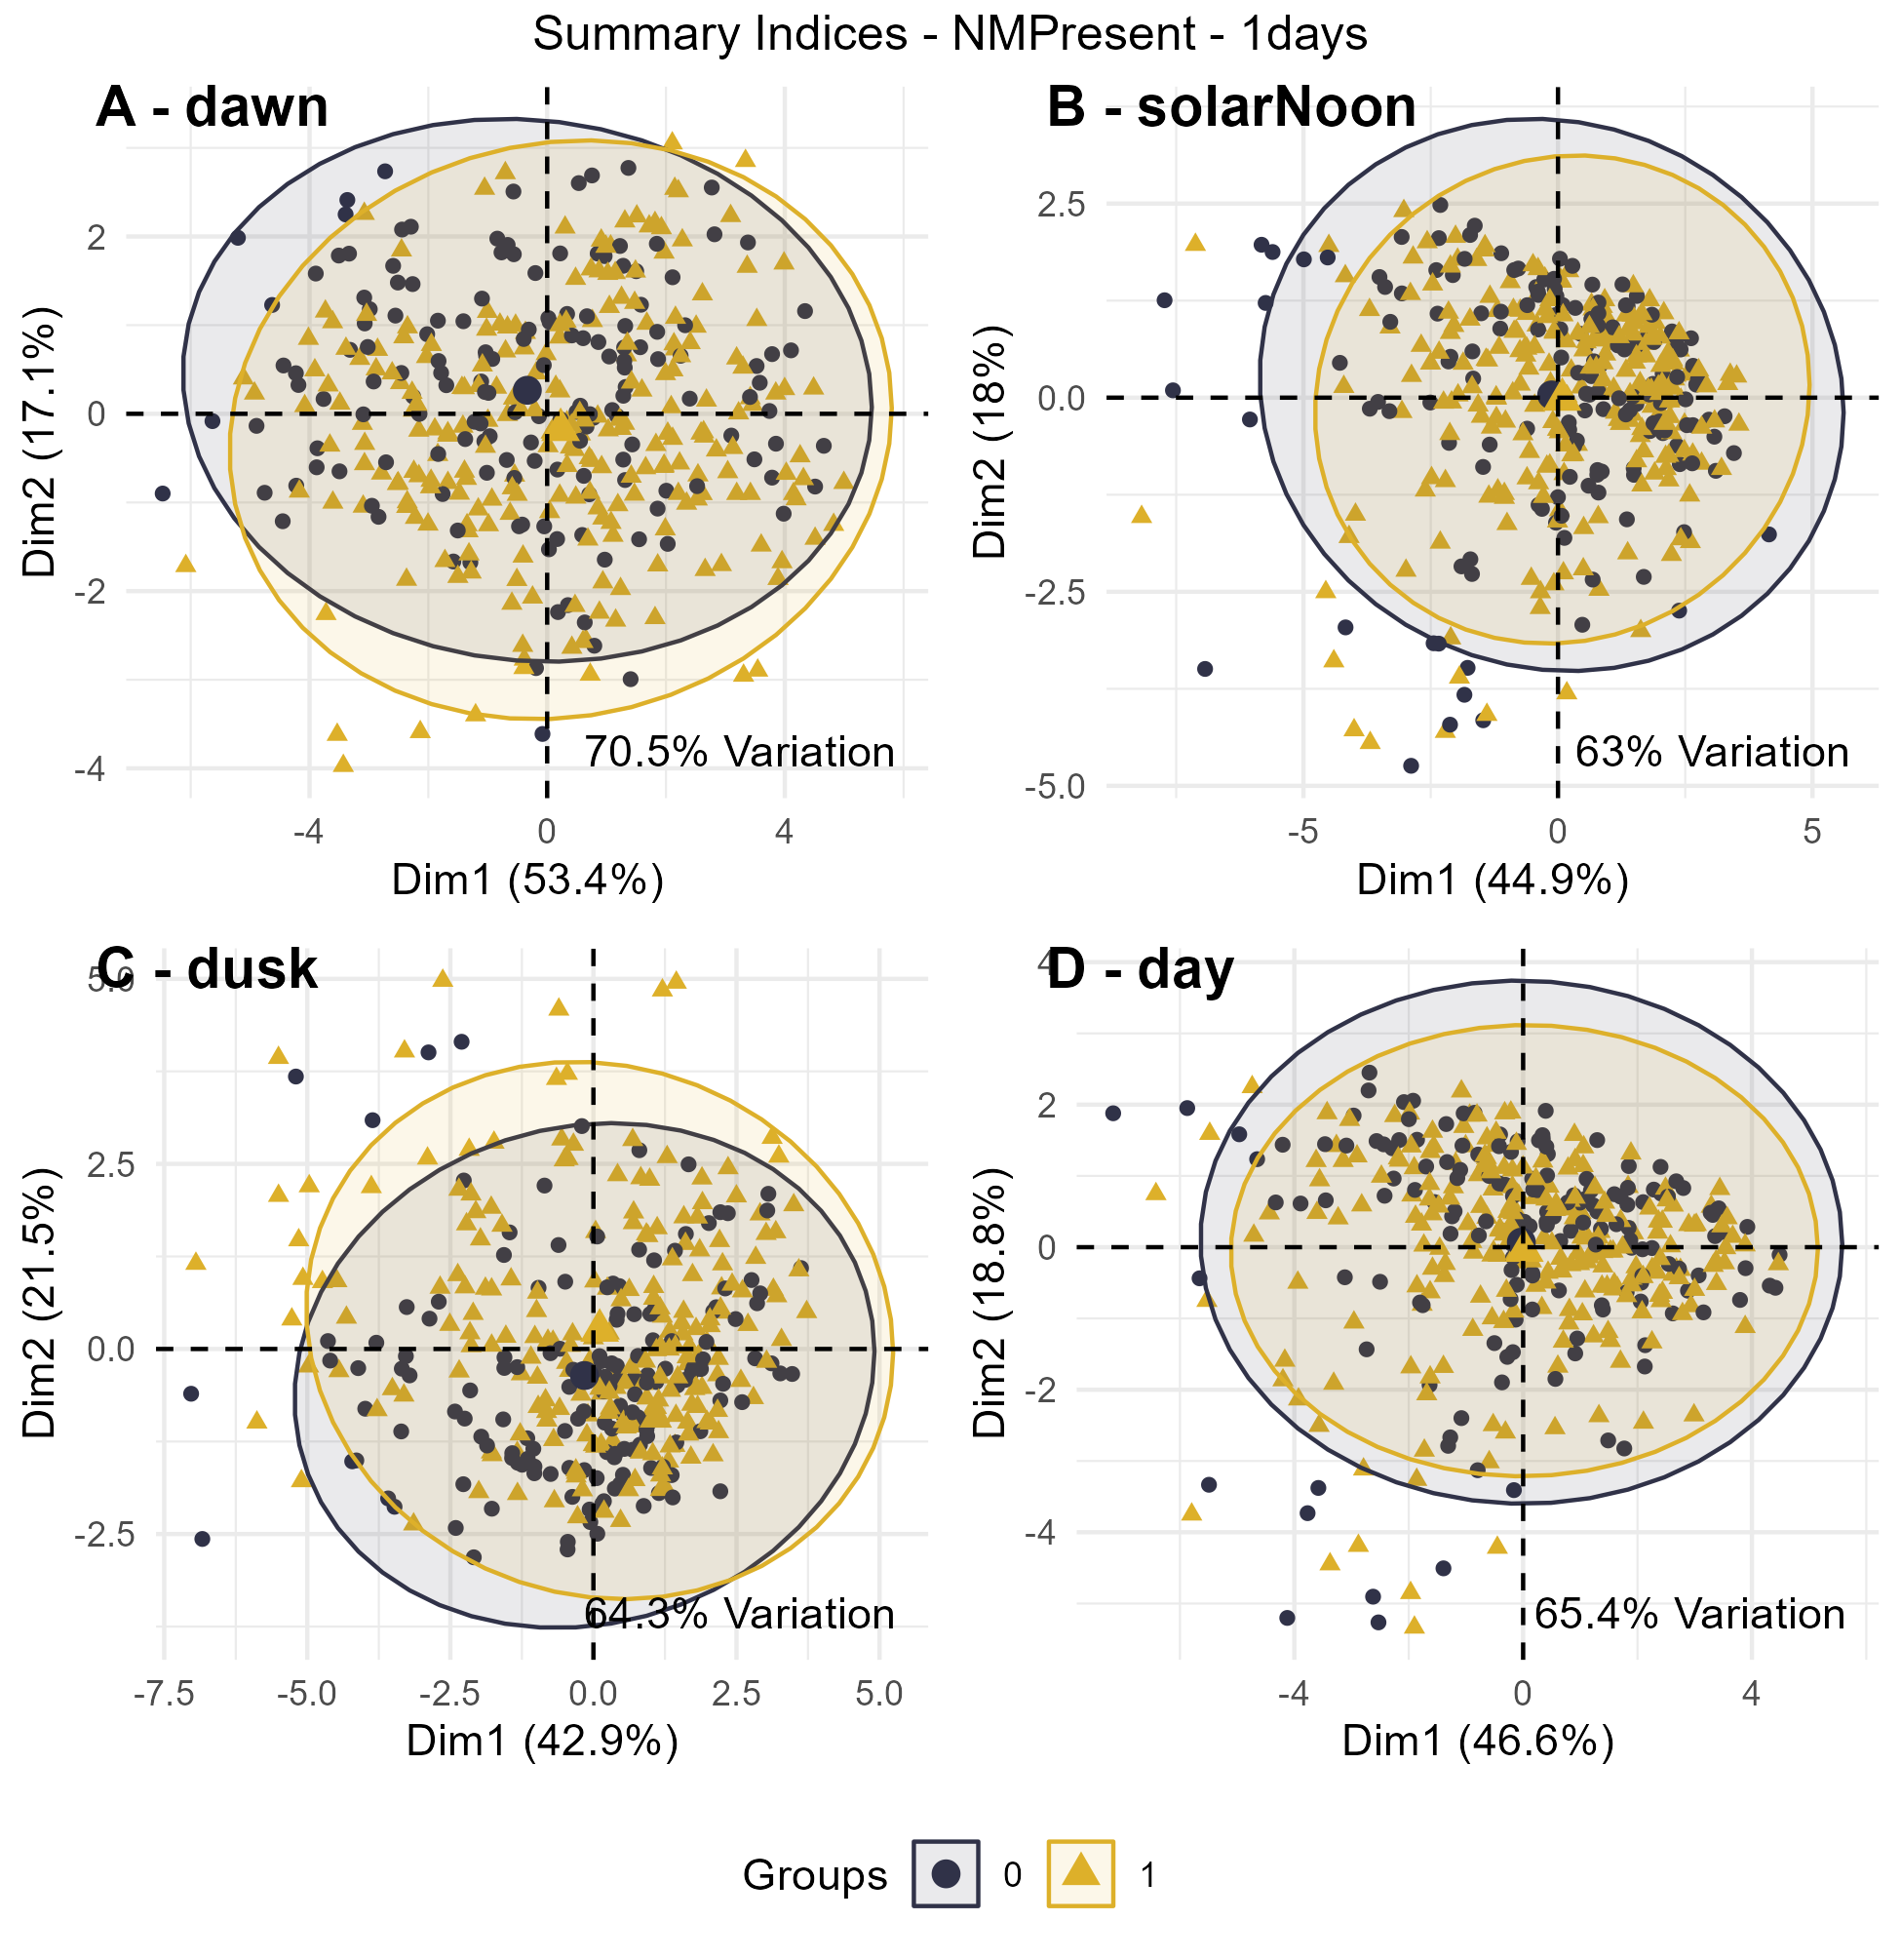 Summary Indices - NMPresent - 1days
A - dawn
2
0
-2
-4
Dim2 (17.1%)
70.5% Variation
-4 0 4
Dim1 (53.4%)
B - solarNoon
2.5
0.0
-2.5
-5.0
Dim2 (18%)
63% Variation
-5 0 5
Dim1 (44.9%)
C - dusk
5.0
2.5
0.0
-2.5
Dim2 (21.5%)
64.3% Variation
-7.5 -5.0 -2.5 0.0 2.5 5.0
Dim1 (42.9%)
D - day
4
2
0
-2
-4
Dim2 (18.8%)
65.4% Variation
-4 0 4
Dim1 (46.6%)
Groups 0 1